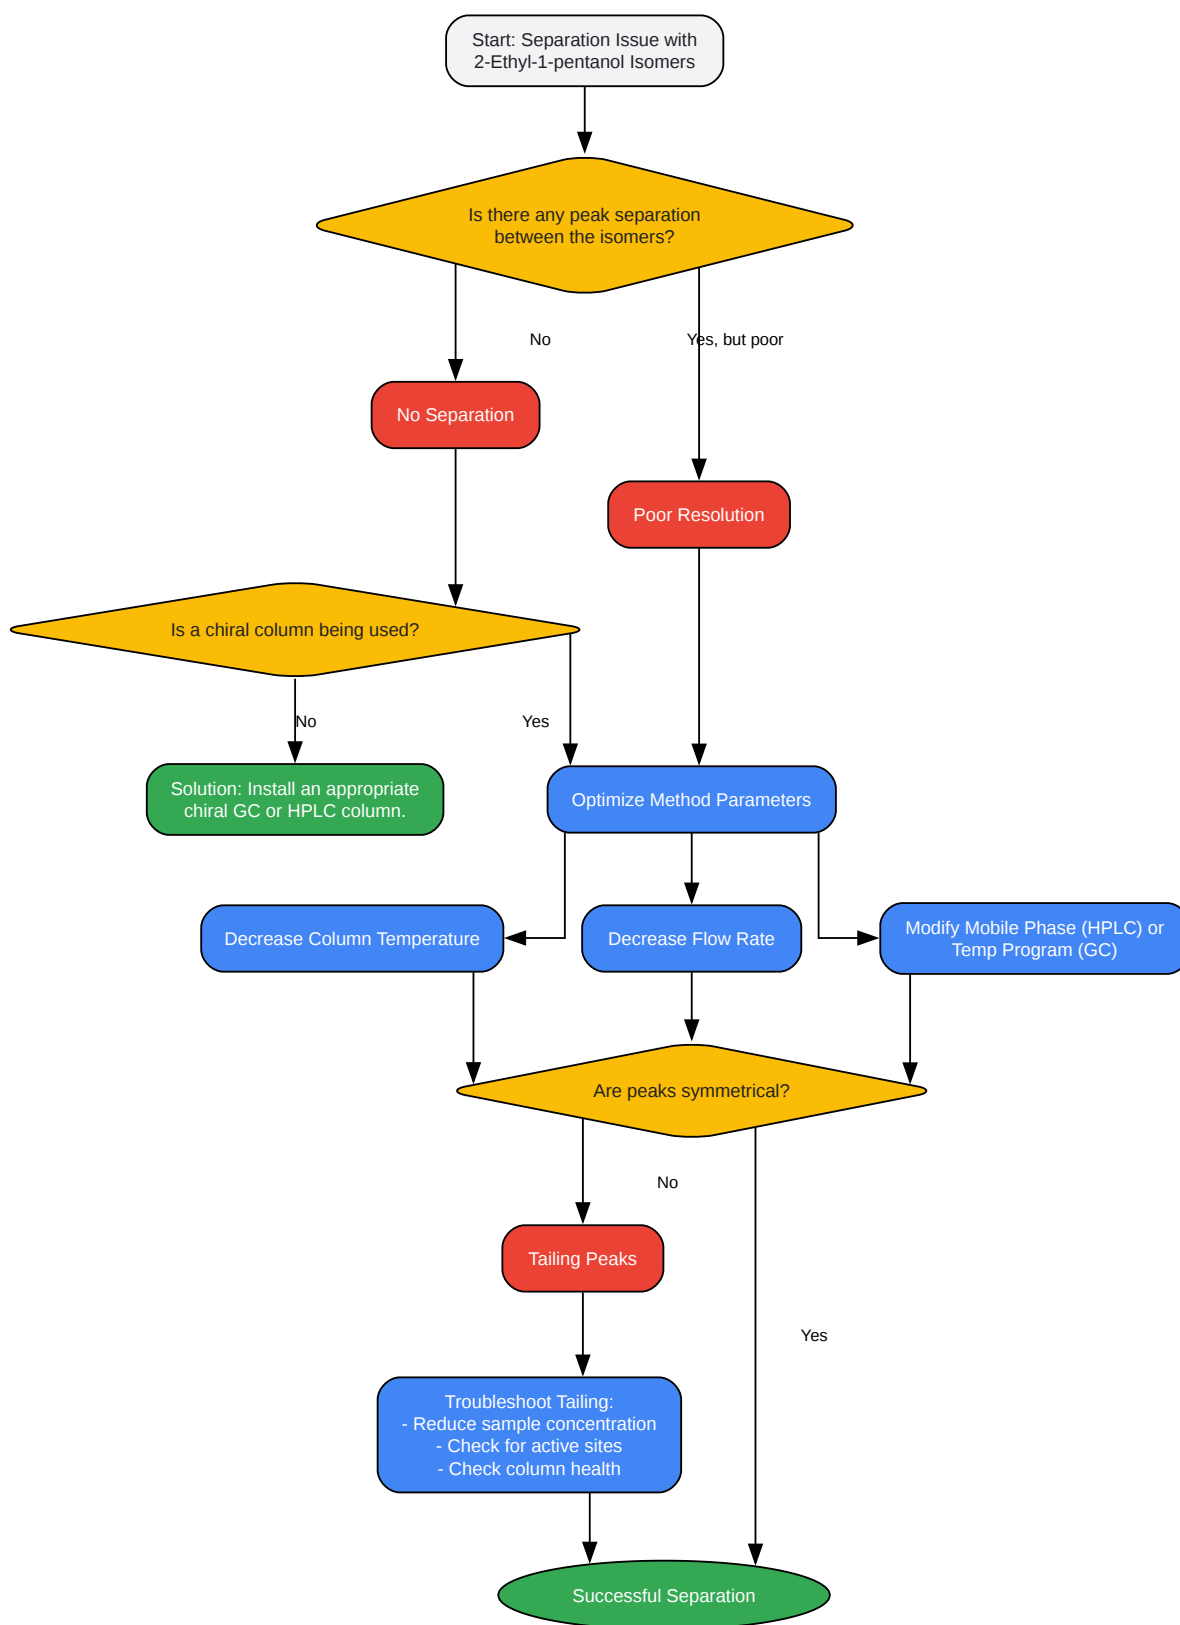 Start: Separation Issue with
2-Ethyl-1-pentanol Isomers
Is there any peak separation
between the isomers?
No
Yes, but poor
No Separation
Poor Resolution
Is a chiral column being used?
No
Yes
Solution: Install an appropriate
chiral GC or HPLC column.
Optimize Method Parameters
Decrease Column Temperature
Decrease Flow Rate
Modify Mobile Phase (HPLC) or
Temp Program (GC)
Are peaks symmetrical?
No
Tailing Peaks
Yes
Troubleshoot Tailing:
- Reduce sample concentration
- Check for active sites
- Check column health
Successful Separation